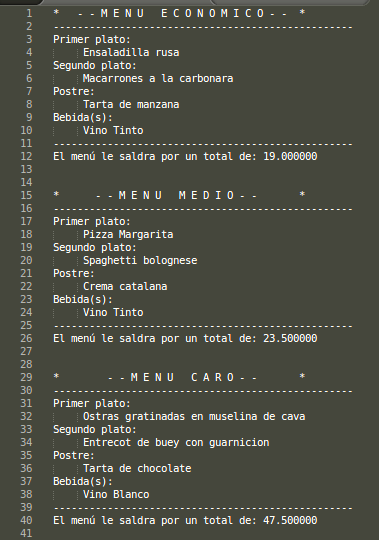 1 * --MENU ECONOMICO-- *
2 --------------------------------------------------
3 Primer plato:
4 Ensaladilla rusa
5 Segundo plato:
6 Macarrones a la carbonara
7 Postre:
8 Tarta de manzana
9 Bebida(s):
10 Vino Tinto
11 --------------------------------------------------
12 El menú le saldra por un total de: 19.000000
13
14
15 * --MENU MEDIO-- *
16 --------------------------------------------------
17 Primer plato:
18 Pizza Margarita
19 Segundo plato:
20 Spaghetti bolognese
21 Postre:
22 Crema catalana
23 Bebida(s):
24 Vino Tinto
25 --------------------------------------------------
26 El menú le saldra por un total de: 23.500000
27
28
29 * --MENU CARO-- *
30 --------------------------------------------------
31 Primer plato:
32 Ostras gratinadas en muselina de cava
33 Segundo plato:
34 Entrecot de buey con guarnicion
35 Postre:
36 Tarta de chocolate
37 Bebida(s):
38 Vino Blanco
39 --------------------------------------------------
40 El menú le saldra por un total de: 47.500000
41